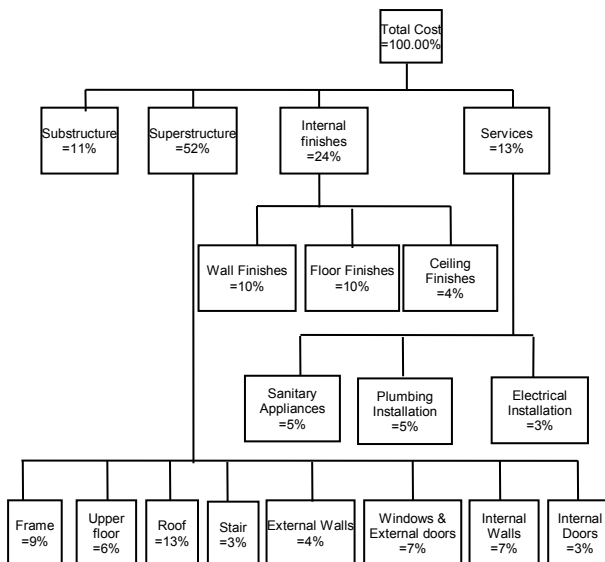 Total Cost
=100.00%
Substructure
=11%
Superstructure
=52%
Internal
finishes
=24%
Services
=13%
Wall Finishes
=10%
Floor Finishes
=10%
Ceiling
Finishes
=4%
Sanitary
Appliances
=5%
Plumbing
Installation
=5%
Electrical
Installation
=3%
Frame
=9%
Upper
floor
=6%
Roof
=13%
Stair
=3%
External Walls
=4%
Windows &
External doors
=7%
Internal
Walls
=7%
Internal
Doors
=3%